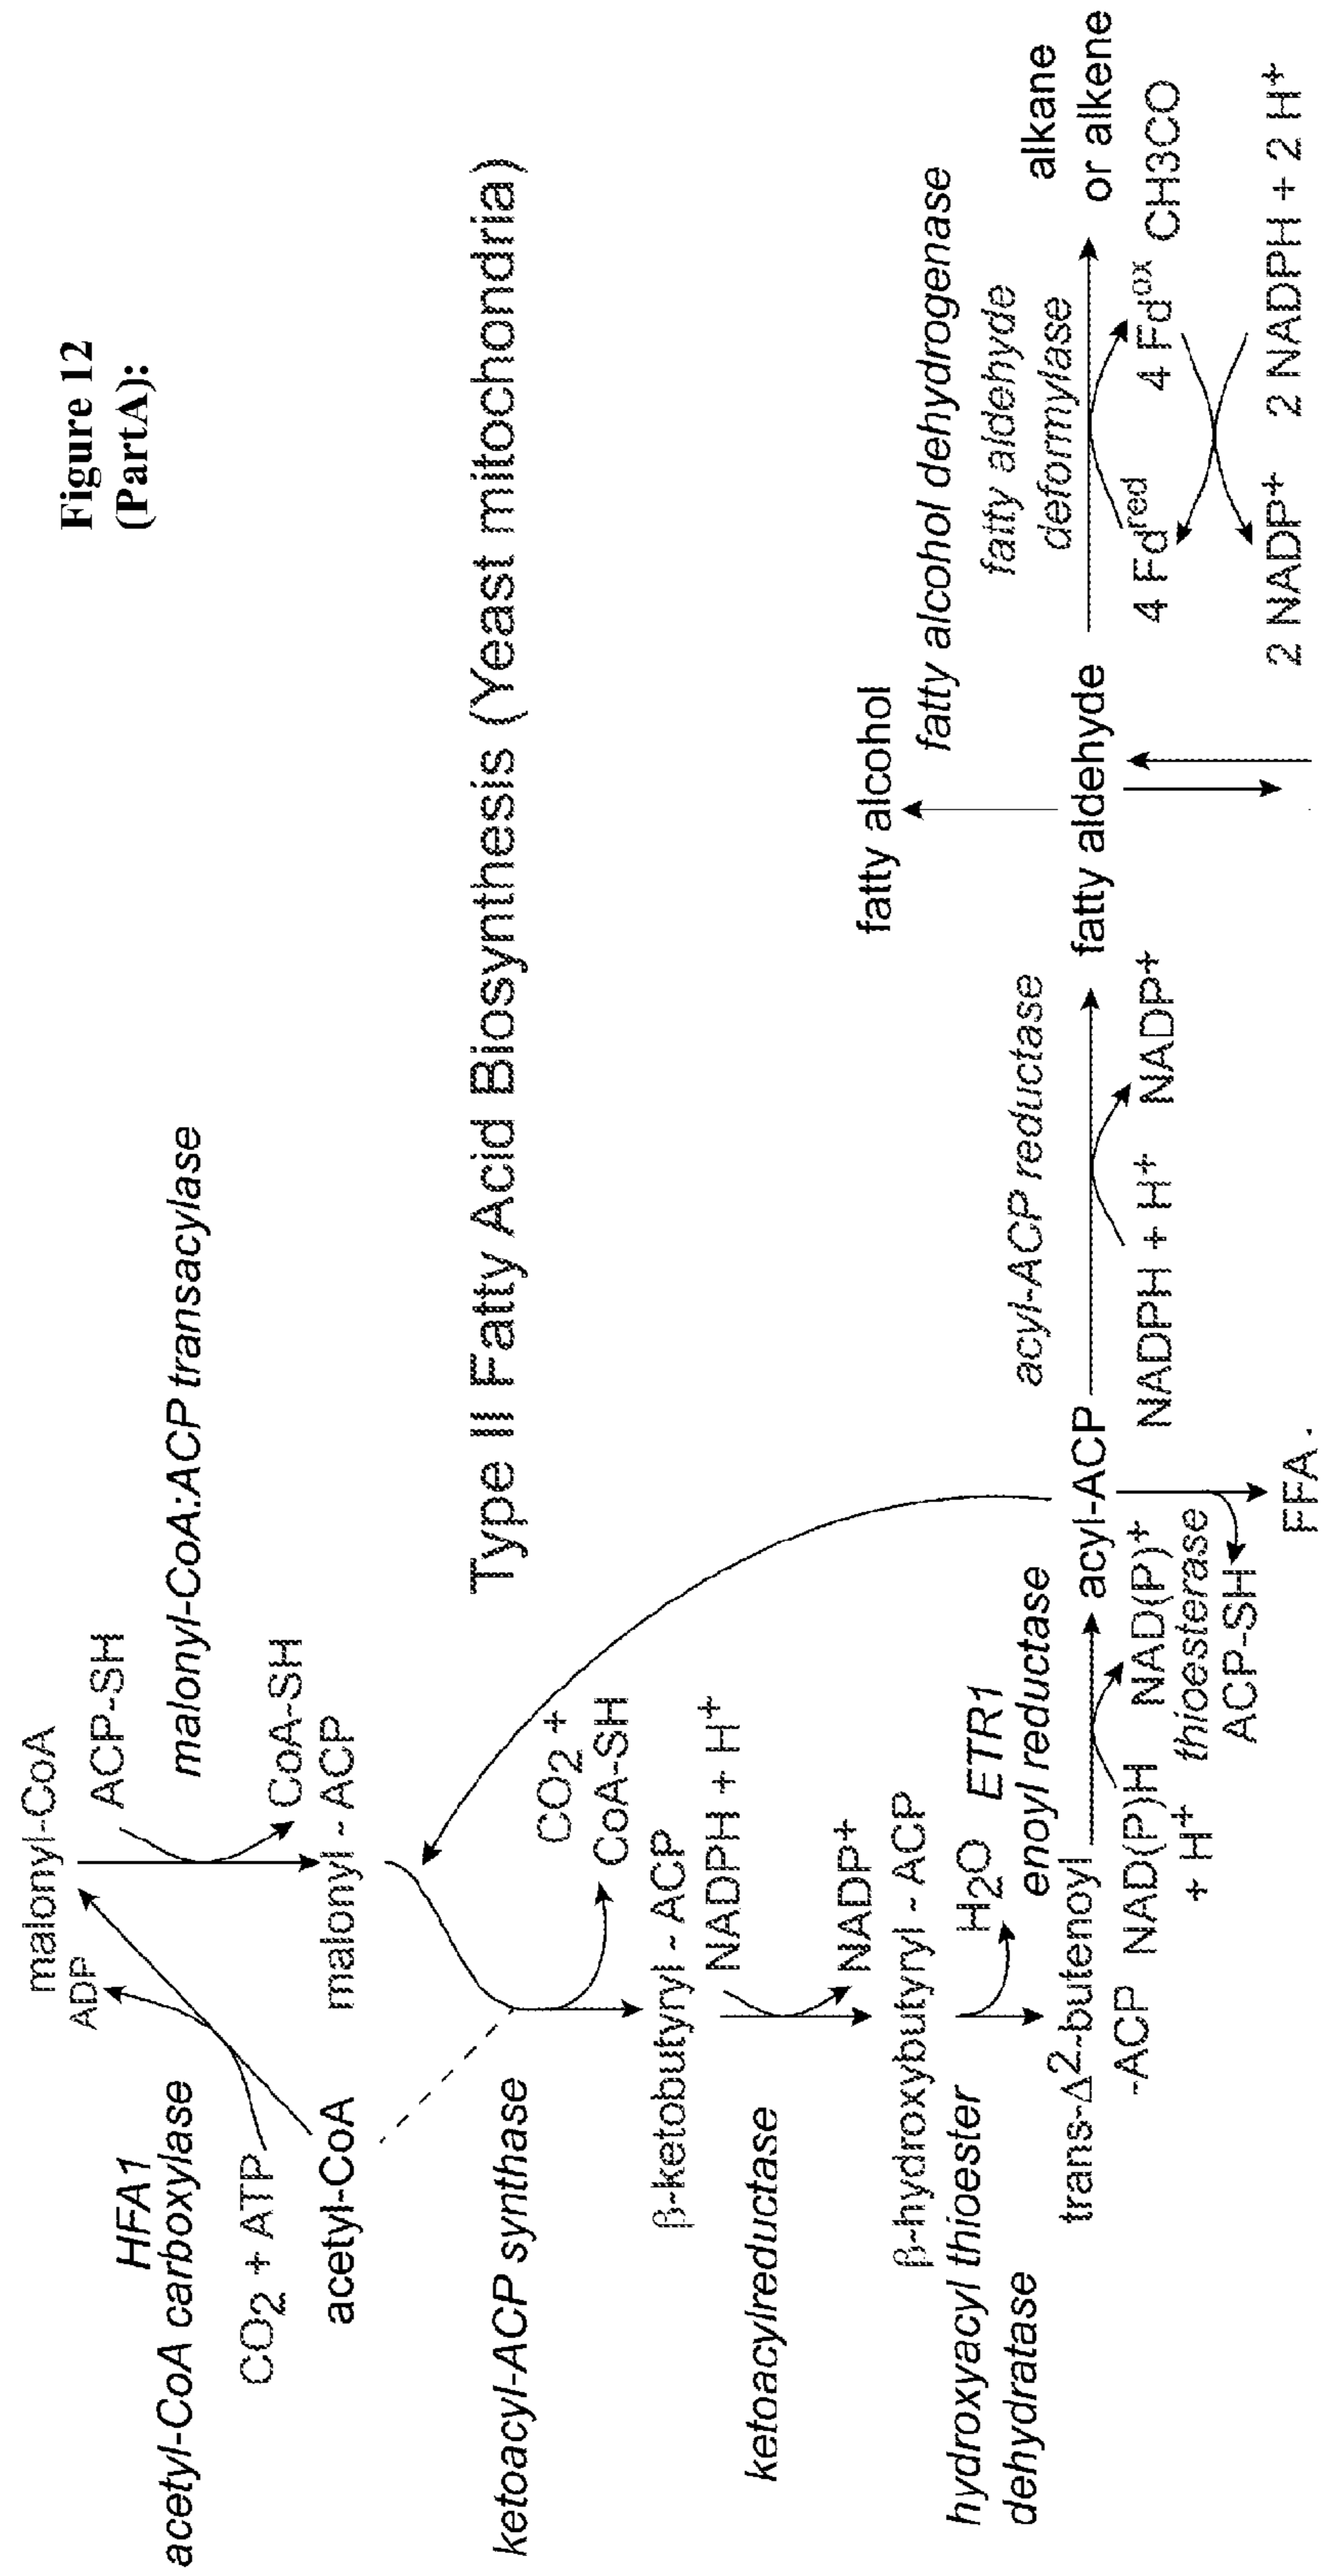 Figure 12
(PartA):
malonyl-CoA
ADP
ACP-SH
HFA1
acetyl-CoA carboxylase
malonyl-CoA:ACP transacylase
CO2 + ATP
CoA-SH
acetyl-CoA
malonyl ~ ACP
Type II Fatty Acid Biosynthesis (Yeast mitochondria)
ketoacyl-ACP synthase
CO2 +
CoA-SH
β-ketobutyryl ~ ACP
NADPH + H+
ketoacylreductase
NADP+
β-hydroxybutyryl ~ ACP
hydroxyacyl thioester
dehydratase
H2O
ETR1
enoyl reductase
trans-Δ2-butenoyl
-ACP
NAD(P)H
+ H+
NAD(P)+
acyl-ACP
thioesterase
ACP-SH
FFA
acyl-ACP reductase
NADPH + H+
NADP+
fatty aldehyde
fatty alcohol
fatty alcohol dehydrogenase
fatty aldehyde
deformylase
4 Fdred
4 Fdox
CH3CO
2 NADP+
2 NADPH + 2 H+
alkane
or alkene